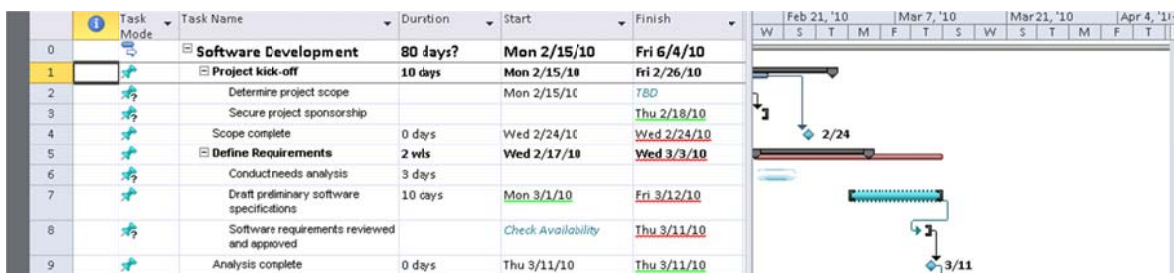 Task Mode Task Name Duration Start Finish Feb 21, '10 Mar 7, '10 Mar 21, '10 Apr 4, '1
W S T M F T S W S T M F T
0 Software Development 80 days? Mon 2/15/10 Fri 6/4/10
1 Project kick-off 10 days Mon 2/15/10 Fri 2/26/10
2 Determine project scope Mon 2/15/10 TBD
3 Secure project sponsorship Thu 2/18/10
4 Scope complete 0 days Wed 2/24/10 Wed 2/24/10 2/24
5 Define Requirements 2 wks Wed 2/17/10 Wed 3/3/10
6 Conduct needs analysis 3 days
7 Draft preliminary software 10 days Mon 3/1/10 Fri 3/12/10
specifications
8 Software requirements reviewed Check Availability Thu 3/11/10
and approved
9 Analysis complete 0 days Thu 3/11/10 Thu 3/11/10 3/11